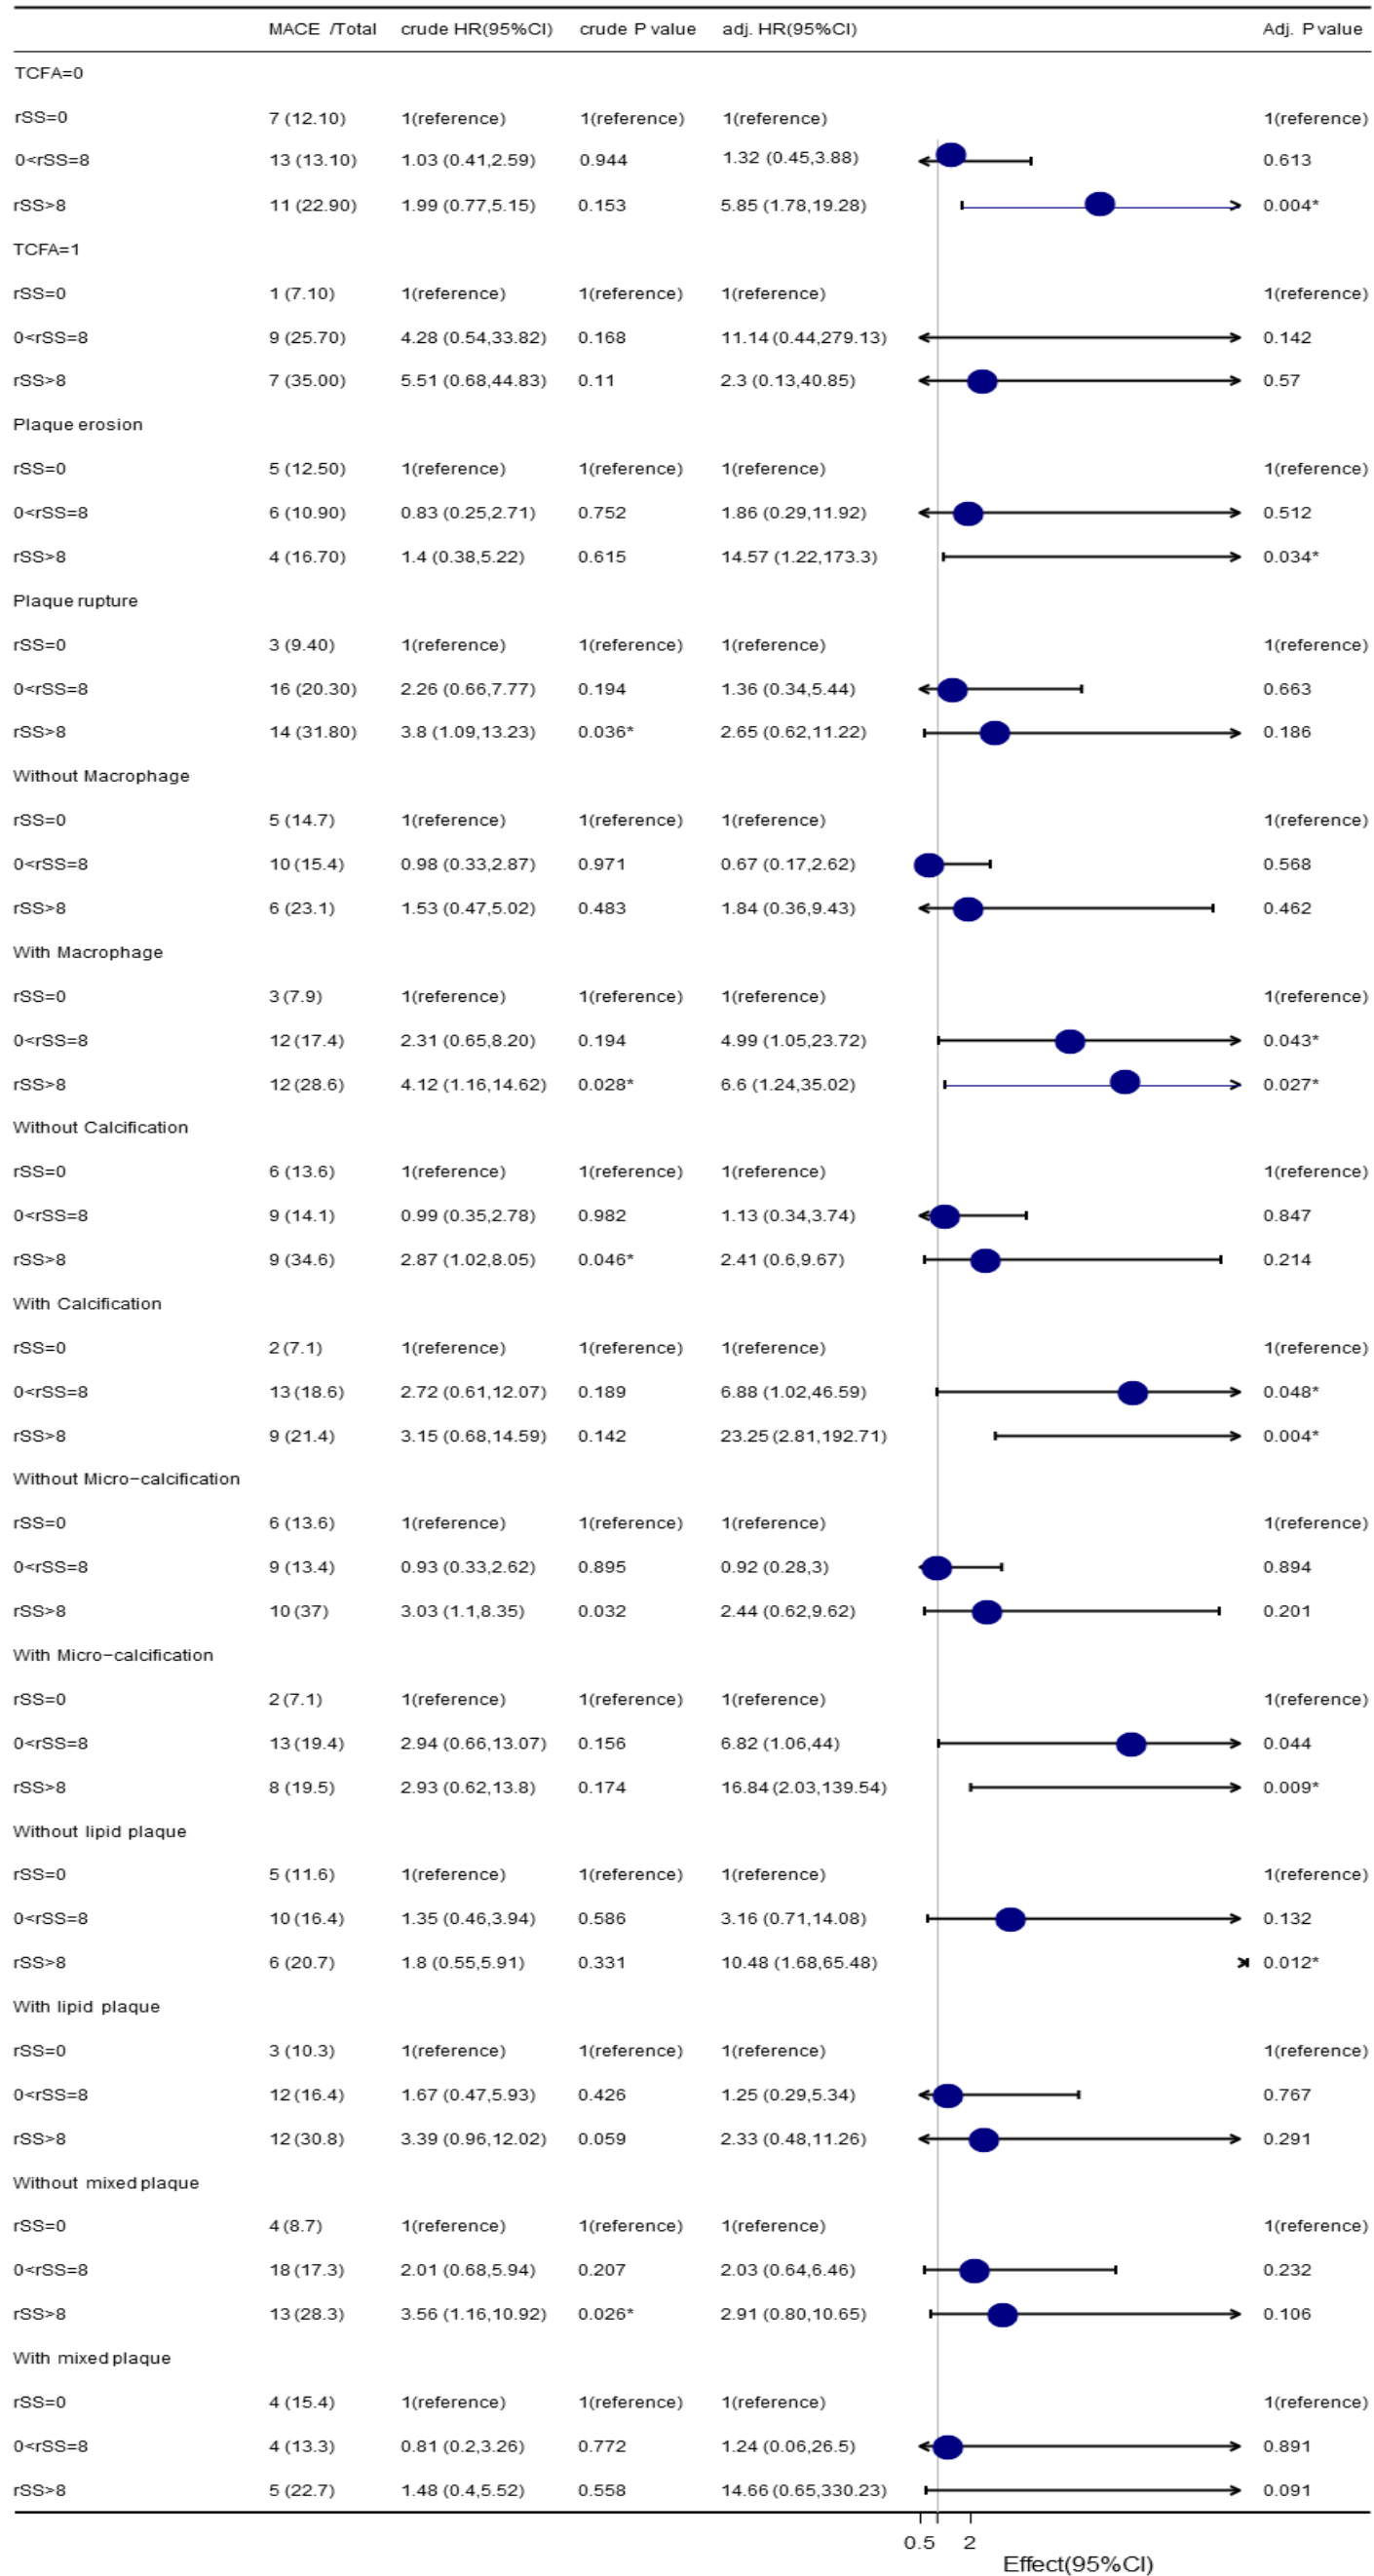 MACE /Total crude HR(95%CI) crude P value adj. HR(95%CI) Adj. P value
TCFA=0
rSS=0 7 (12.10) 1(reference) 1(reference) 1(reference) 1(reference)
0<rSS=8 13 (13.10) 1.03 (0.41,2.59) 0.944 1.32 (0.45,3.88) 0.613
rSS>8 11 (22.90) 1.99 (0.77,5.15) 0.153 5.85 (1.78,19.28) 0.004*
TCFA=1
rSS=0 1 (7.10) 1(reference) 1(reference) 1(reference) 1(reference)
0<rSS=8 9 (25.70) 4.28 (0.54,33.82) 0.168 11.14 (0.44,279.13) 0.142
rSS>8 7 (35.00) 5.51 (0.68,44.83) 0.11 2.3 (0.13,40.85) 0.57
Plaque erosion
rSS=0 5 (12.50) 1(reference) 1(reference) 1(reference) 1(reference)
0<rSS=8 6 (10.90) 0.83 (0.25,2.71) 0.752 1.86 (0.29,11.92) 0.512
rSS>8 4 (16.70) 1.4 (0.38,5.22) 0.615 14.57 (1.22,173.3) 0.034*
Plaque rupture
rSS=0 3 (9.40) 1(reference) 1(reference) 1(reference) 1(reference)
0<rSS=8 16 (20.30) 2.26 (0.66,7.77) 0.194 1.36 (0.34,5.44) 0.663
rSS>8 14 (31.80) 3.8 (1.09,13.23) 0.036* 2.65 (0.62,11.22) 0.186
Without Macrophage
rSS=0 5 (14.7) 1(reference) 1(reference) 1(reference) 1(reference)
0<rSS=8 10 (15.4) 0.98 (0.33,2.87) 0.971 0.67 (0.17,2.62) 0.568
rSS>8 6 (23.1) 1.53 (0.47,5.02) 0.483 1.84 (0.36,9.43) 0.462
With Macrophage
rSS=0 3 (7.9) 1(reference) 1(reference) 1(reference) 1(reference)
0<rSS=8 12 (17.4) 2.31 (0.65,8.20) 0.194 4.99 (1.05,23.72) 0.043*
rSS>8 12 (28.6) 4.12 (1.16,14.62) 0.028* 6.6 (1.24,35.02) 0.027*
Without Calcification
rSS=0 6 (13.6) 1(reference) 1(reference) 1(reference) 1(reference)
0<rSS=8 9 (14.1) 0.99 (0.35,2.78) 0.982 1.13 (0.34,3.74) 0.847
rSS>8 9 (34.6) 2.87 (1.02,8.05) 0.046* 2.41 (0.6,9.67) 0.214
With Calcification
rSS=0 2 (7.1) 1(reference) 1(reference) 1(reference) 1(reference)
0<rSS=8 13 (18.6) 2.72 (0.61,12.07) 0.189 6.88 (1.02,46.59) 0.048*
rSS>8 9 (21.4) 3.15 (0.68,14.59) 0.142 23.25 (2.81,192.71) 0.004*
Without Micro−calcification
rSS=0 6 (13.6) 1(reference) 1(reference) 1(reference) 1(reference)
0<rSS=8 9 (13.4) 0.93 (0.33,2.62) 0.895 0.92 (0.28,3) 0.894
rSS>8 10 (37) 3.03 (1.1,8.35) 0.032 2.44 (0.62,9.62) 0.201
With Micro−calcification
rSS=0 2 (7.1) 1(reference) 1(reference) 1(reference) 1(reference)
0<rSS=8 13 (19.4) 2.94 (0.66,13.07) 0.156 6.82 (1.06,44) 0.044
rSS>8 8 (19.5) 2.93 (0.62,13.8) 0.174 16.84 (2.03,139.54) 0.009*
Without lipid plaque
rSS=0 5 (11.6) 1(reference) 1(reference) 1(reference) 1(reference)
0<rSS=8 10 (16.4) 1.35 (0.46,3.94) 0.586 3.16 (0.71,14.08) 0.132
rSS>8 6 (20.7) 1.8 (0.55,5.91) 0.331 10.48 (1.68,65.48) 0.012*
With lipid plaque
rSS=0 3 (10.3) 1(reference) 1(reference) 1(reference) 1(reference)
0<rSS=8 12 (16.4) 1.67 (0.47,5.93) 0.426 1.25 (0.29,5.34) 0.767
rSS>8 12 (30.8) 3.39 (0.96,12.02) 0.059 2.33 (0.48,11.26) 0.291
Without mixed plaque
rSS=0 4 (8.7) 1(reference) 1(reference) 1(reference) 1(reference)
0<rSS=8 18 (17.3) 2.01 (0.68,5.94) 0.207 2.03 (0.64,6.46) 0.232
rSS>8 13 (28.3) 3.56 (1.16,10.92) 0.026* 2.91 (0.80,10.65) 0.106
With mixed plaque
rSS=0 4 (15.4) 1(reference) 1(reference) 1(reference) 1(reference)
0<rSS=8 4 (13.3) 0.81 (0.2,3.26) 0.772 1.24 (0.06,26.5) 0.891
rSS>8 5 (22.7) 1.48 (0.4,5.52) 0.558 14.66 (0.65,330.23) 0.091
0.5 2
Effect(95%CI)